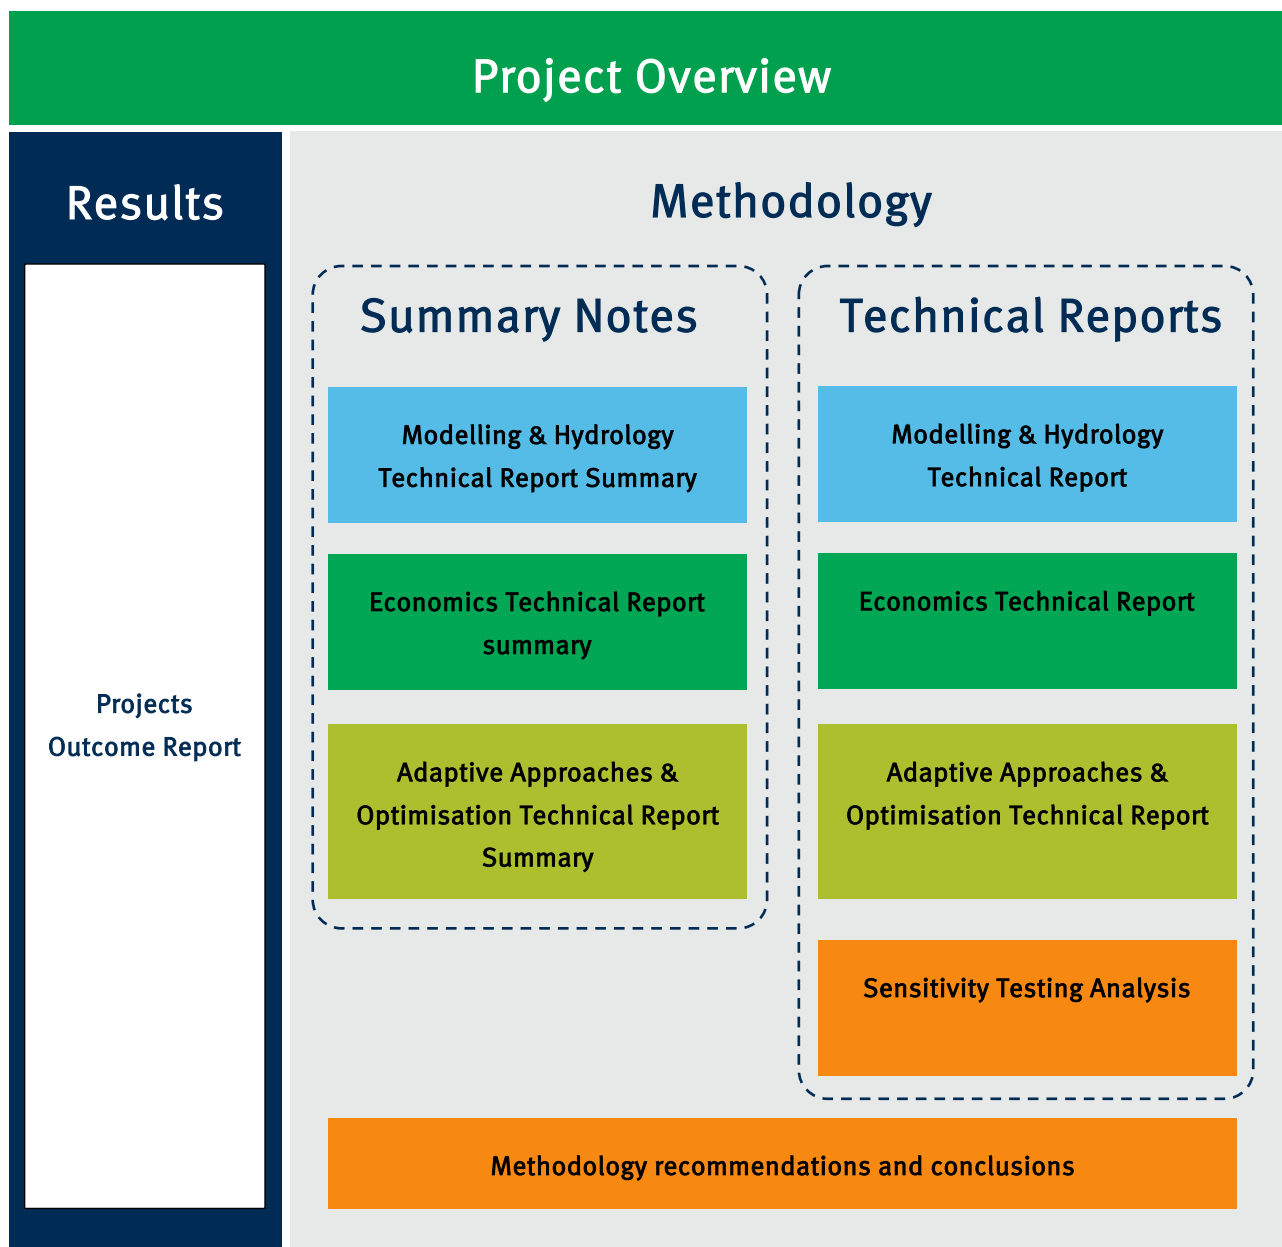 Project Overview
Results
Projects
Outcome Report
Methodology
Summary Notes
Modelling & Hydrology
Technical Report Summary
Economics Technical Report
summary
Adaptive Approaches &
Optimisation Technical Report
Summary
Technical Reports
Modelling & Hydrology
Technical Report
Economics Technical Report
Adaptive Approaches &
Optimisation Technical Report
Sensitivity Testing Analysis
Methodology recommendations and conclusions